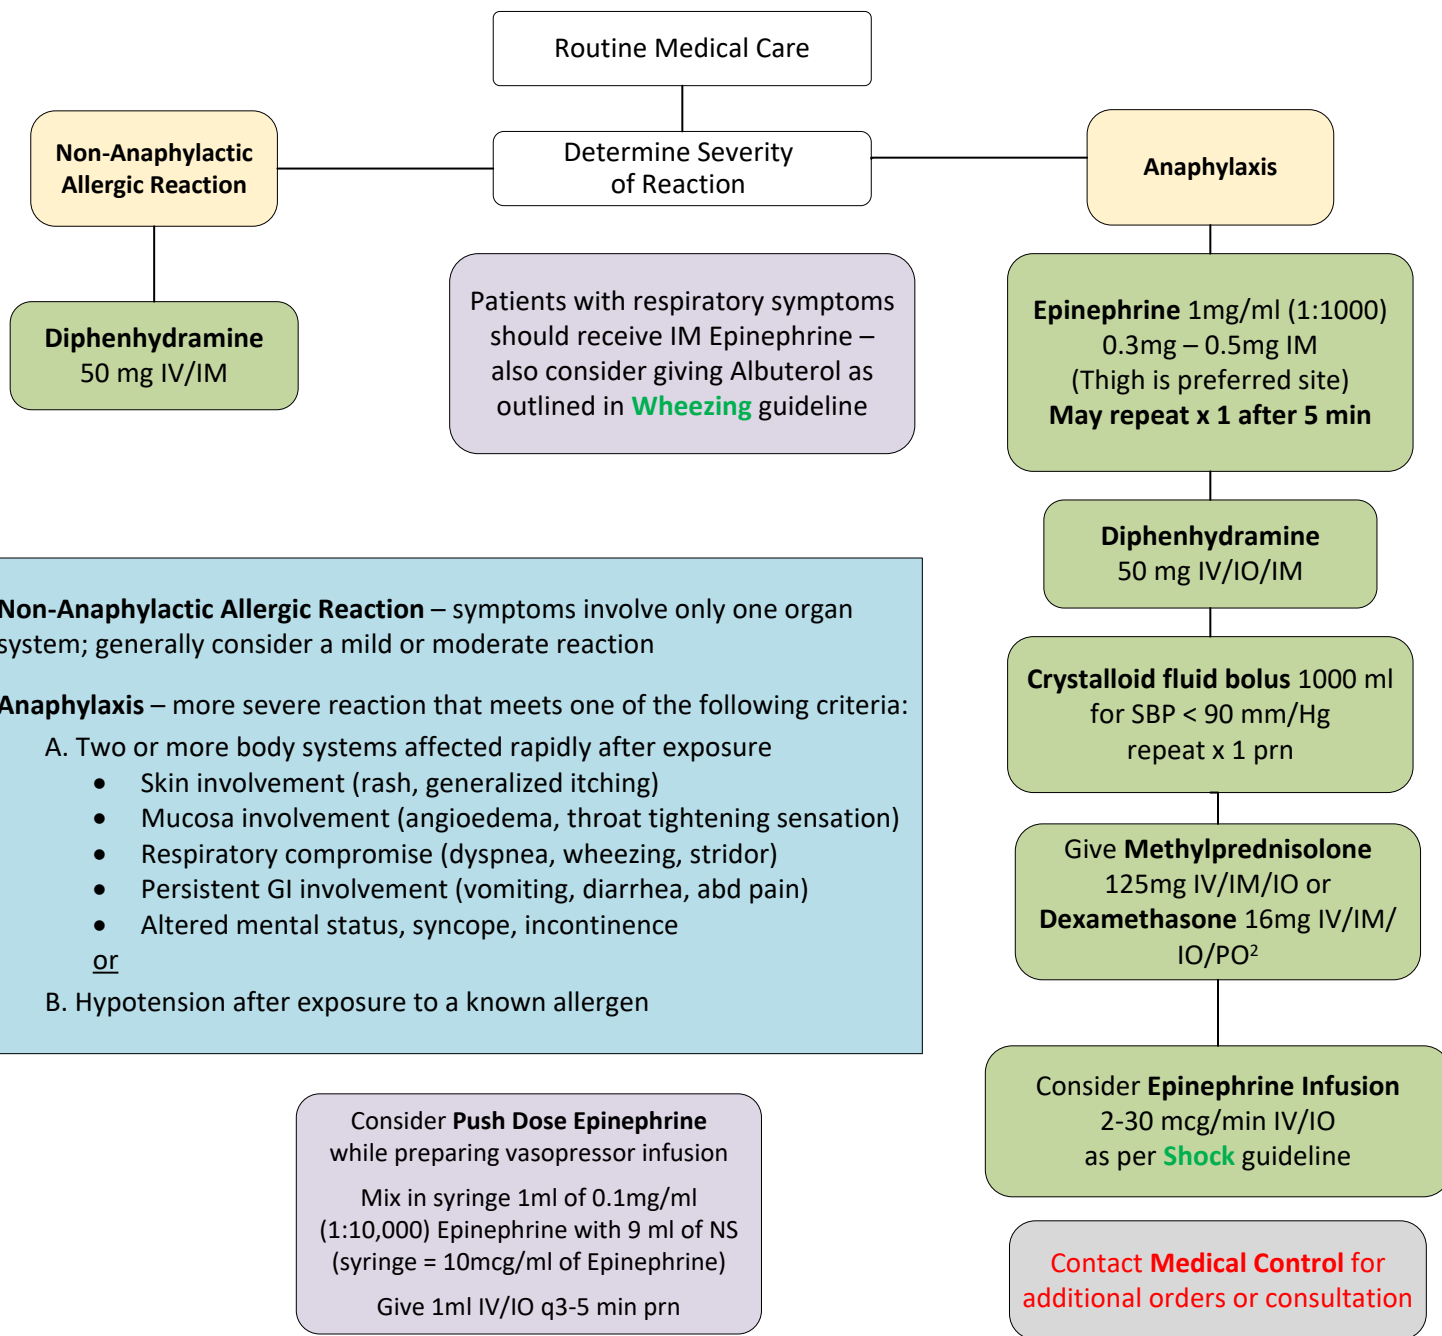 Routine Medical Care
Determine Severity
of Reaction
Non-Anaphylactic
Allergic Reaction
Diphenhydramine
50 mg IV/IM
Patients with respiratory symptoms
should receive IM Epinephrine –
also consider giving Albuterol as
outlined in Wheezing guideline
Anaphylaxis
Epinephrine 1mg/ml (1:1000)
0.3mg – 0.5mg IM
(Thigh is preferred site)
May repeat x 1 after 5 min
Diphenhydramine
50 mg IV/IO/IM
Crystalloid fluid bolus 1000 ml
for SBP < 90 mm/Hg
repeat x 1 prn
Give Methylprednisolone
125mg IV/IM/IO or
Dexamethasone 16mg IV/IM/
IO/PO²
Consider Epinephrine Infusion
2-30 mcg/min IV/IO
as per Shock guideline
Contact Medical Control for
additional orders or consultation
Non-Anaphylactic Allergic Reaction – symptoms involve only one organ
system; generally consider a mild or moderate reaction
Anaphylaxis – more severe reaction that meets one of the following criteria:
A. Two or more body systems affected rapidly after exposure
• Skin involvement (rash, generalized itching)
• Mucosa involvement (angioedema, throat tightening sensation)
• Respiratory compromise (dyspnea, wheezing, stridor)
• Persistent GI involvement (vomiting, diarrhea, abd pain)
• Altered mental status, syncope, incontinence
or
B. Hypotension after exposure to a known allergen
Consider Push Dose Epinephrine
while preparing vasopressor infusion
Mix in syringe 1ml of 0.1mg/ml
(1:10,000) Epinephrine with 9 ml of NS
(syringe = 10mcg/ml of Epinephrine)
Give 1ml IV/IO q3-5 min prn